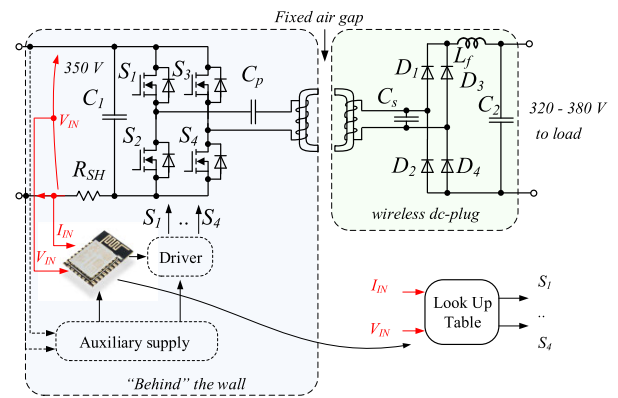 Fixed air gap
350 V
S1
S3
Cp
C1
VIN
S2
S4
RSH
S1 .. S4
IIN
VIN
Driver
Auxiliary supply
"Behind" the wall
D1
Lf
D3
Cs
C2
D2
D4
320 - 380 V
to load
wireless dc-plug
IIN
VIN
Look Up
Table
S1
..
S4